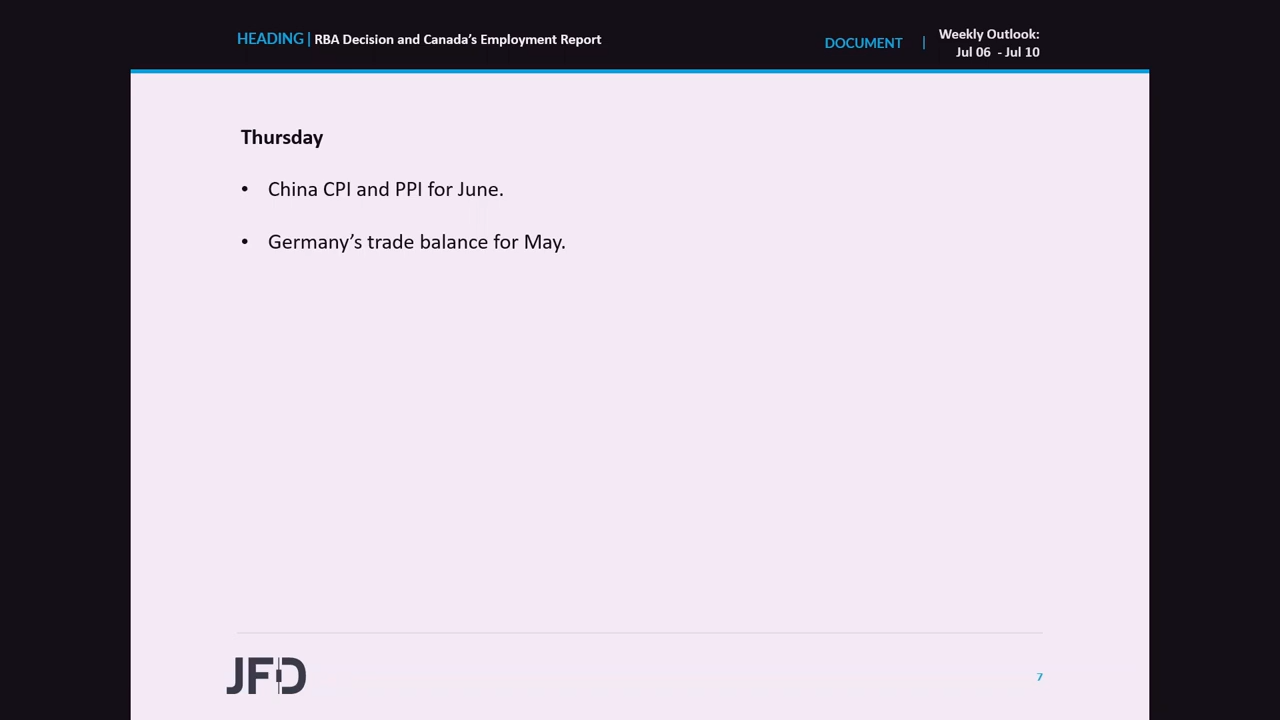 HEADING | RBA Decision and Canada’s Employment Report
DOCUMENT | Weekly Outlook:
Jul 06 - Jul 10
Thursday
• China CPI and PPI for June.
• Germany’s trade balance for May.
JFD
7